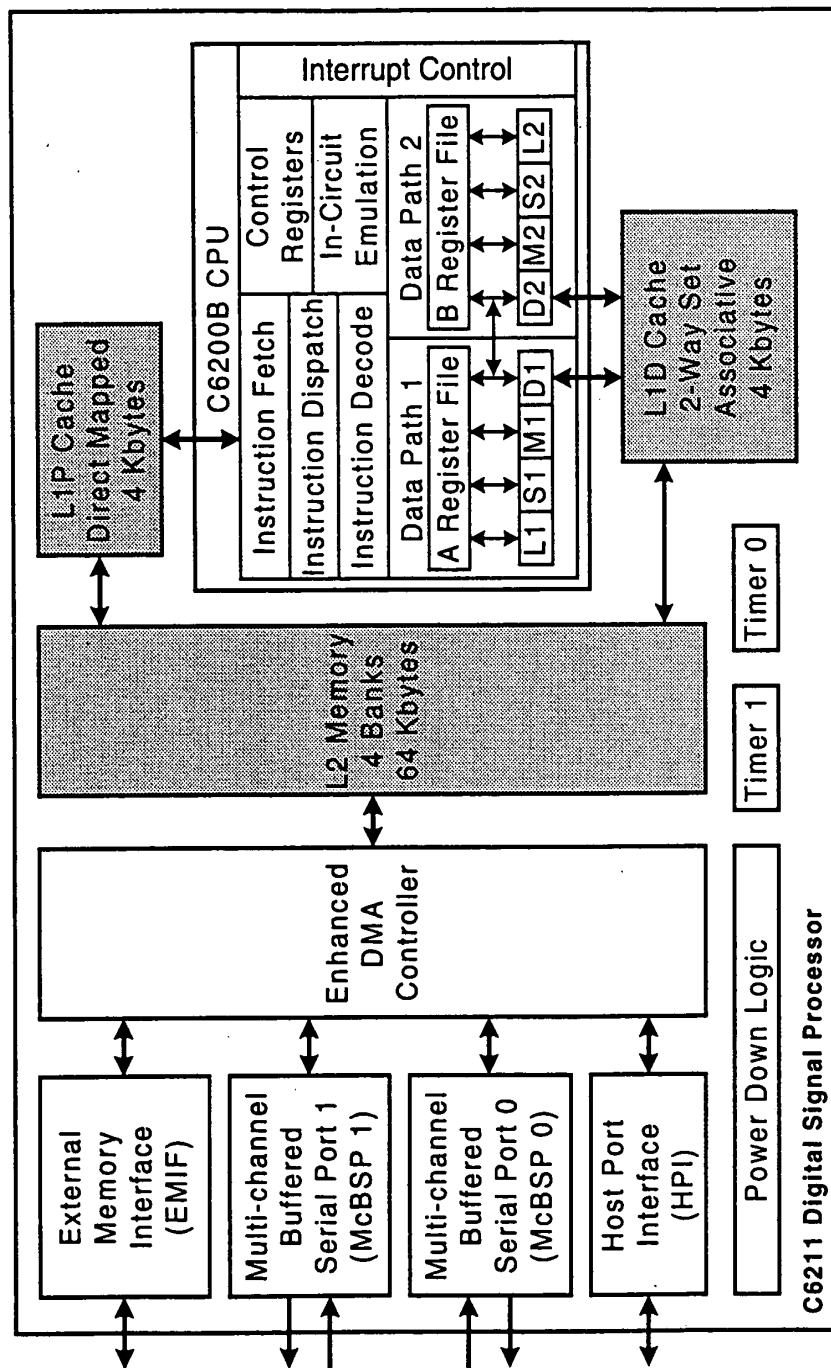 External
Memory
Interface
(EMIF)
Multi-channel
Buffered
Serial Port 1
(McBSP 1)
Multi-channel
Buffered
Serial Port 0
(McBSP 0)
Host Port
Interface
(HPI)
Enhanced
DMA
Controller
Power Down Logic
L2 Memory
4 Banks
64 Kbytes
Timer 1
Timer 0
L1P Cache
Direct Mapped
4 Kbytes
C6200B CPU
Instruction Fetch
Instruction Dispatch
Instruction Decode
Control
Registers
In-Circuit
Emulation
Interrupt Control
Data Path 1
A Register File
L1 S1 M1 D1
Data Path 2
B Register File
D2 M2 S2 L2
L1D Cache
2-Way Set
Associative
4 Kbytes
C6211 Digital Signal Processor